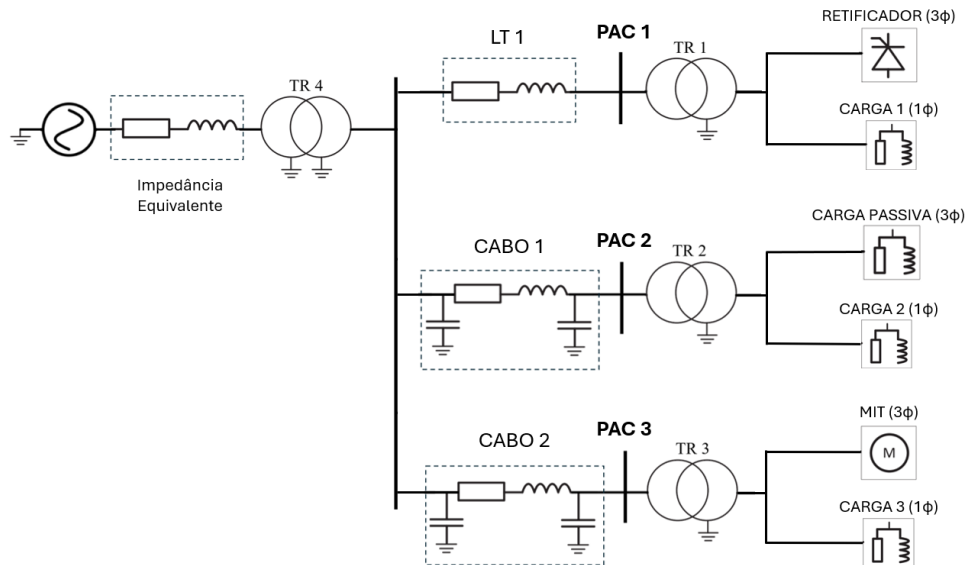 RETIFICADOR (3ϕ)
LT 1
PAC 1
TR 1
TR 4
CARGA 1 (1ϕ)
Impedância
Equivalente
CARGA PASSIVA (3ϕ)
CABO 1
PAC 2
TR 2
CARGA 2 (1ϕ)
MIT (3ϕ)
CABO 2
PAC 3
TR 3
M
CARGA 3 (1ϕ)